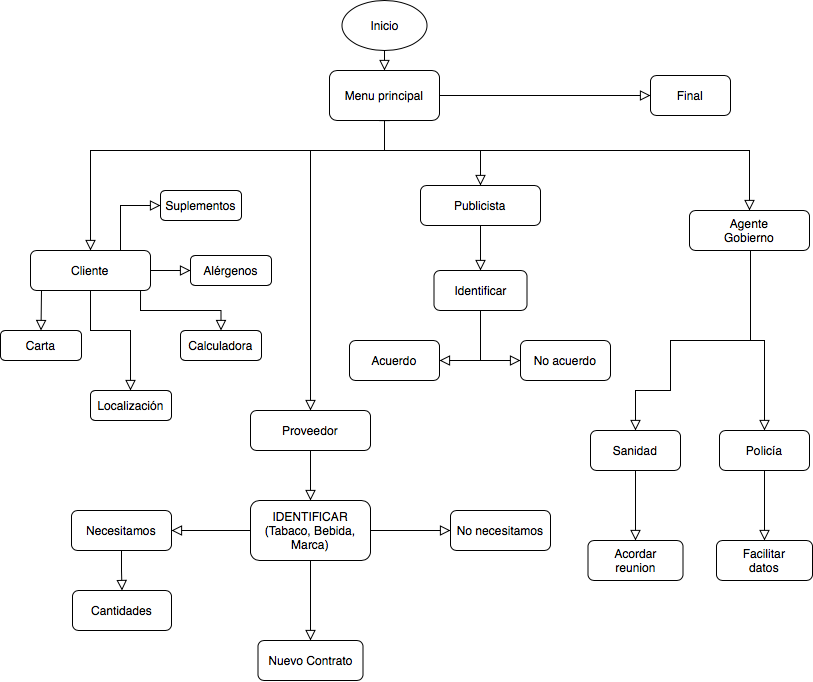 Inicio
Menu principal
Final
Suplementos
Publicista
Agente
Gobierno
Cliente
Alérgenos
Identificar
Carta
Calculadora
Acuerdo
No acuerdo
Localización
Proveedor
Sanidad
Policía
Necesitamos
IDENTIFICAR
(Tabaco, Bebida,
Marca)
No necesitamos
Acordar
reunion
Facilitar
datos
Cantidades
Nuevo Contrato